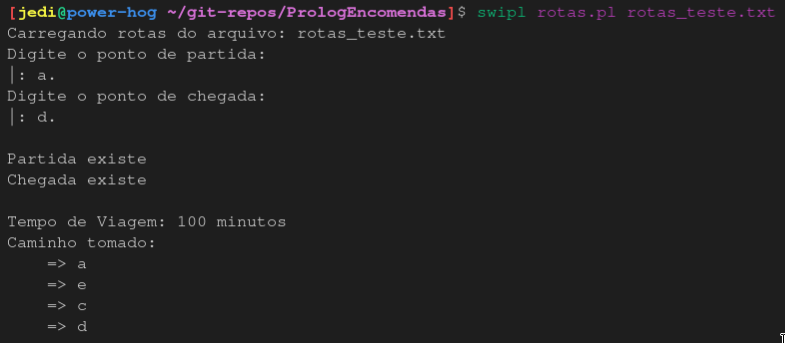 [jedi@power-hog ~/git-repos/PrologEncomendas]$ swipl rotas.pl rotas_teste.txt
Carregando rotas do arquivo: rotas_teste.txt
Digite o ponto de partida:
|: a.
Digite o ponto de chegada:
|: d.
Partida existe
Chegada existe
Tempo de Viagem: 100 minutos
Caminho tomado:
=> a
=> e
=> c
=> d